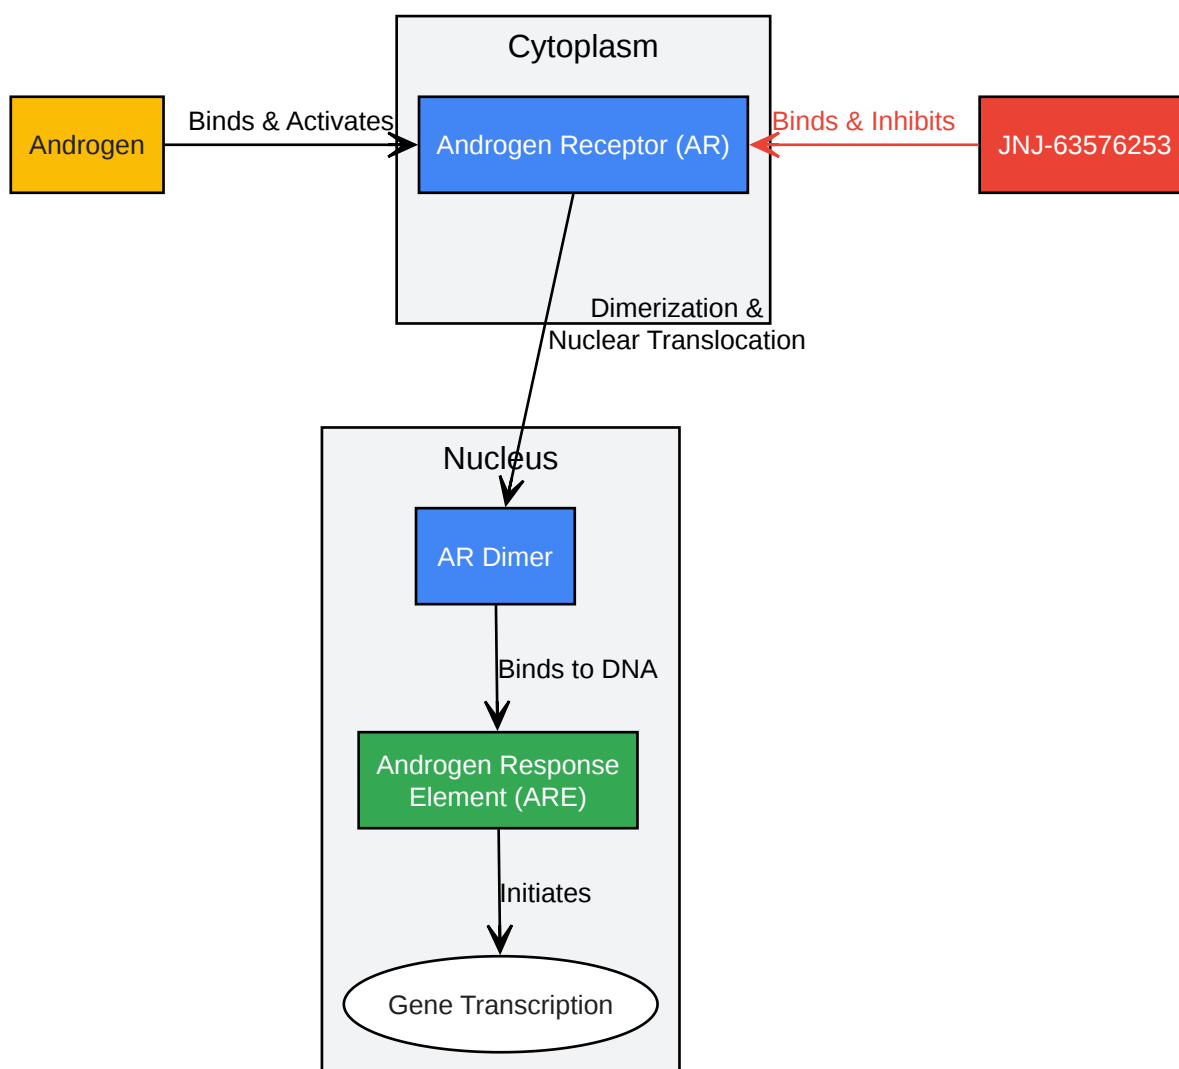 Cytoplasm
Androgen
Binds & Activates
Androgen Receptor (AR)
Binds & Inhibits
JNJ-63576253
Dimerization &
Nuclear Translocation
Nucleus
AR Dimer
Binds to DNA
Androgen Response
Element (ARE)
Initiates
Gene Transcription